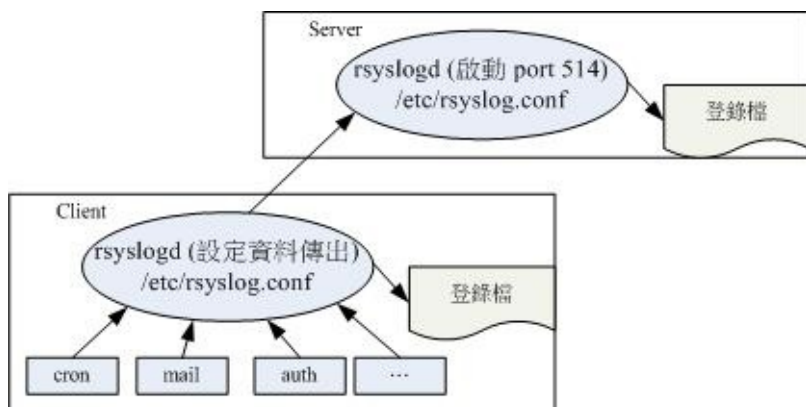 Server
rsyslogd (啟動 port 514)
/etc/rsyslog.conf
登錄檔
Client
rsyslogd (設定資料傳出)
/etc/rsyslog.conf
登錄檔
cron
mail
auth
…